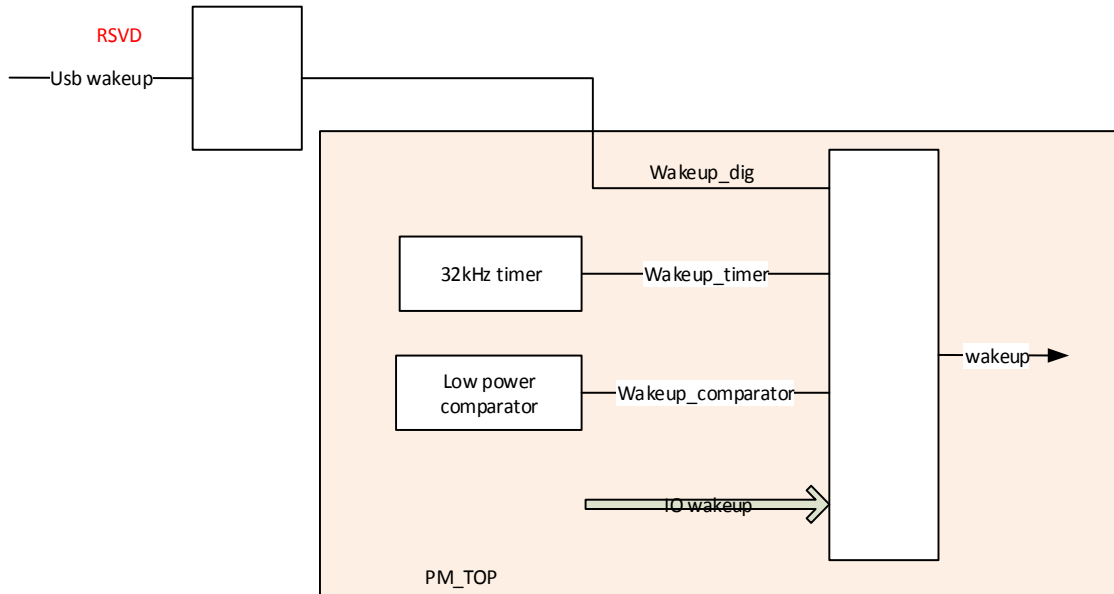 RSVD
Usb wakeup
Wakeup_dig
32kHz timer
Wakeup_timer
wakeup
Low power
comparator
Wakeup_comparator
IO wakeup
PM_TOP